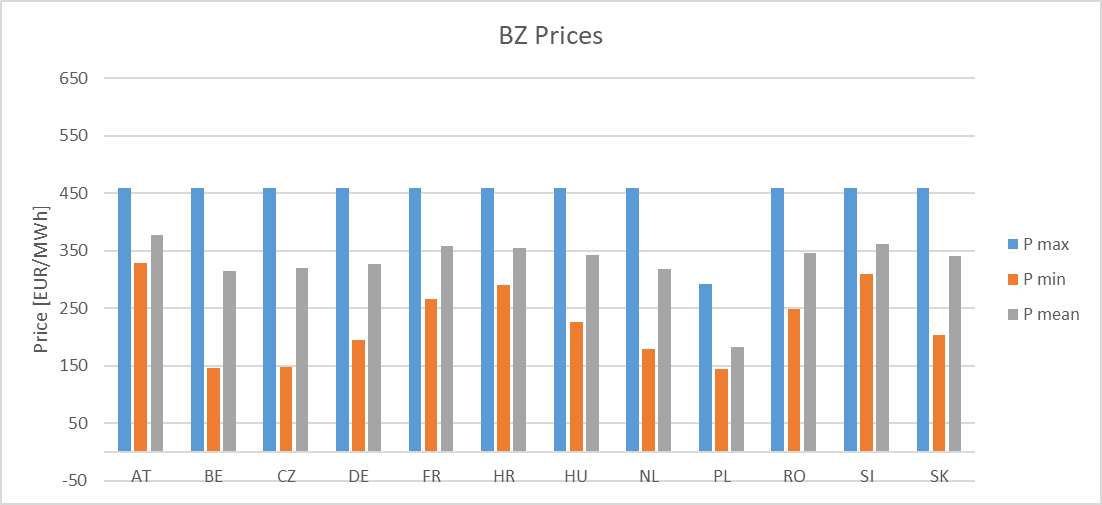 BZ Prices
650
550
450
350
250
150
50
-50
Price [EUR/MWh]
AT BE CZ DE FR HR HU NL PL RO SI SK
P max
P min
P mean